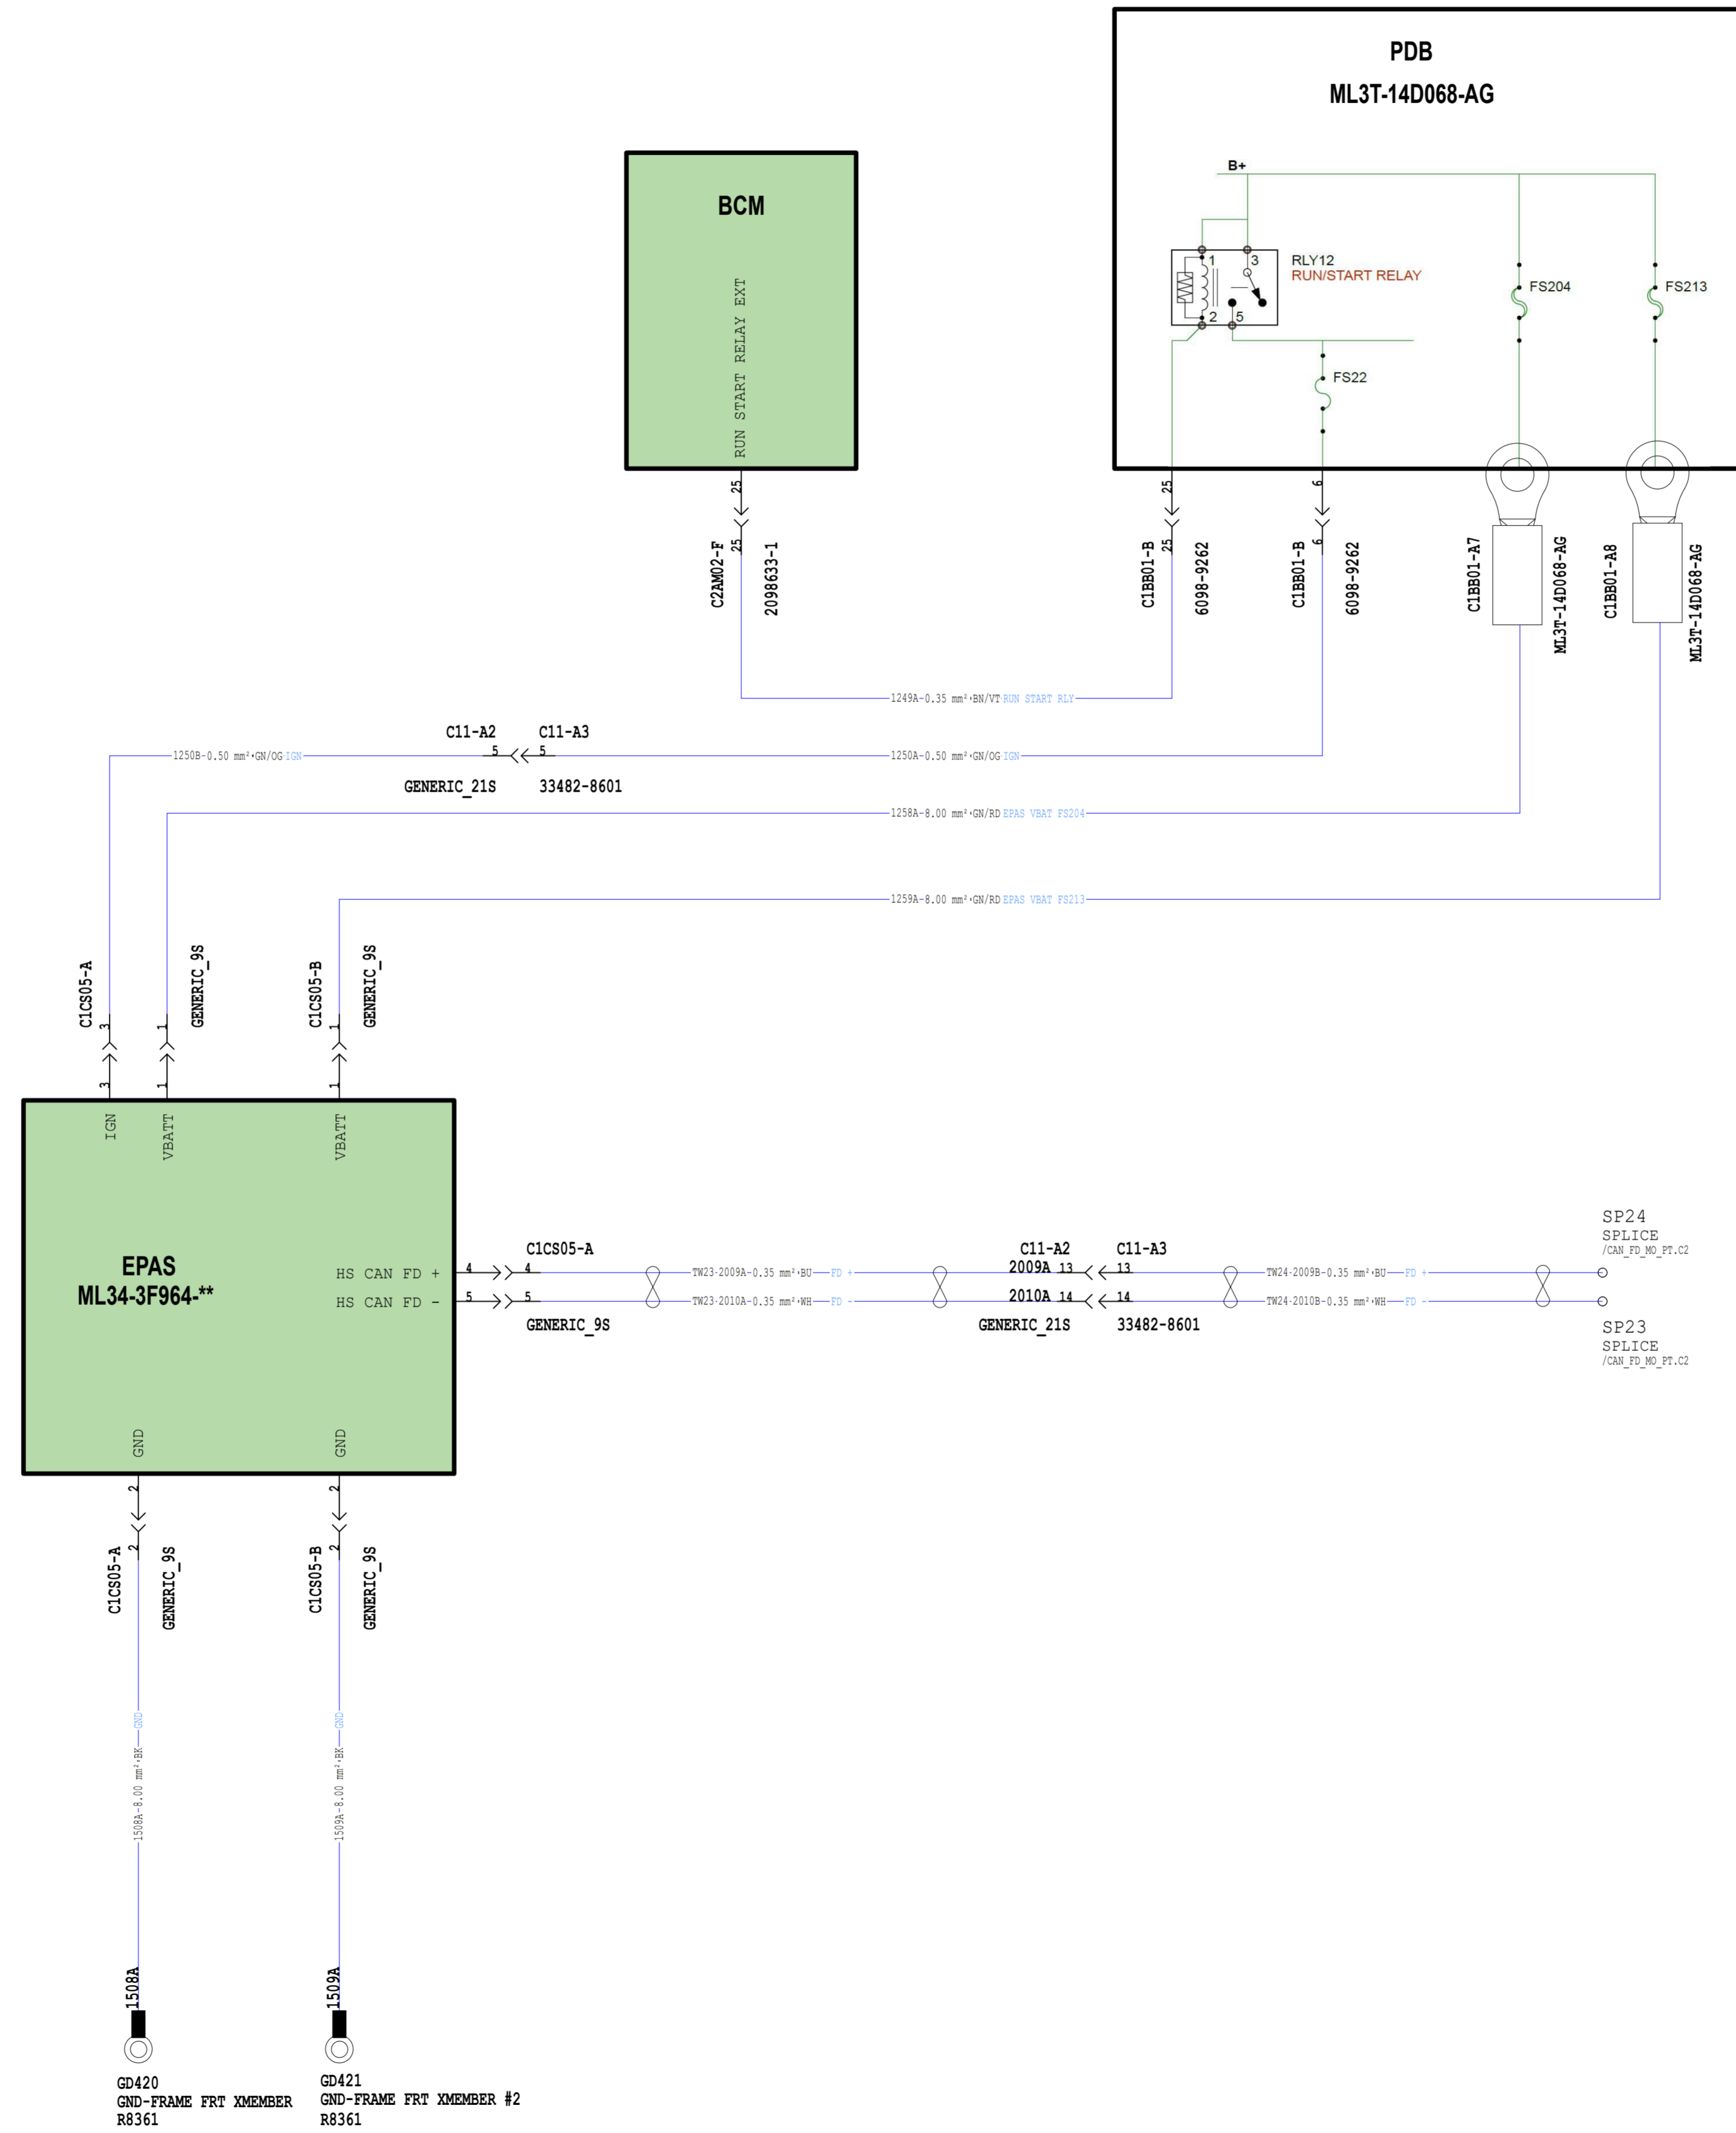 PDB
ML3T-14D068-AG
B+
BCM
RUN START RELAY EXT
1
3
2
5
RLY12
RUN/START RELAY
FS204
FS213
FS22
25
25
C2AM02-F
2098633-1
25
25
C1BB01-B
6098-9262
6
6
C1BB01-B
6098-9262
C1BB01-A7
ML3T-14D068-AG
C1BB01-A8
ML3T-14D068-AG
1249A-0.35 mm²·BN/VT RUN START RLY
C11-A2
C11-A3
5
5
1250B-0.50 mm²·GN/OG IGN
1250A-0.50 mm²·GN/OG IGN
GENERIC_21S
33482-8601
1258A-8.00 mm²·GN/RD EPAS VBAT FS204
1259A-8.00 mm²·GN/RD EPAS VBAT FS213
C1CS05-A
3
3
1
1
GENERIC_9S
C1CS05-B
1
1
GENERIC_9S
IGN
VBATT
VBATT
EPAS
ML34-3F964-**
HS CAN FD +
HS CAN FD -
4
4
5
5
C1CS05-A
GENERIC_9S
TW23-2009A-0.35 mm²·BU FD +
TW23-2010A-0.35 mm²·WH FD -
C11-A2
C11-A3
2009A 13
13
2010A 14
14
GENERIC_21S
33482-8601
TW24-2009B-0.35 mm²·BU FD +
TW24-2010B-0.35 mm²·WH FD -
SP24
SPLICE
/CAN_FD_MO_PT.C2
SP23
SPLICE
/CAN_FD_MO_PT.C2
GND
GND
2
2
C1CS05-A
GENERIC_9S
2
2
C1CS05-B
GENERIC_9S
1508A-8.00 mm²·BK GND
1509A-8.00 mm²·BK GND
1508A
1509A
GD420
GND-FRAME FRT XMEMBER
R8361
GD421
GND-FRAME FRT XMEMBER #2
R8361